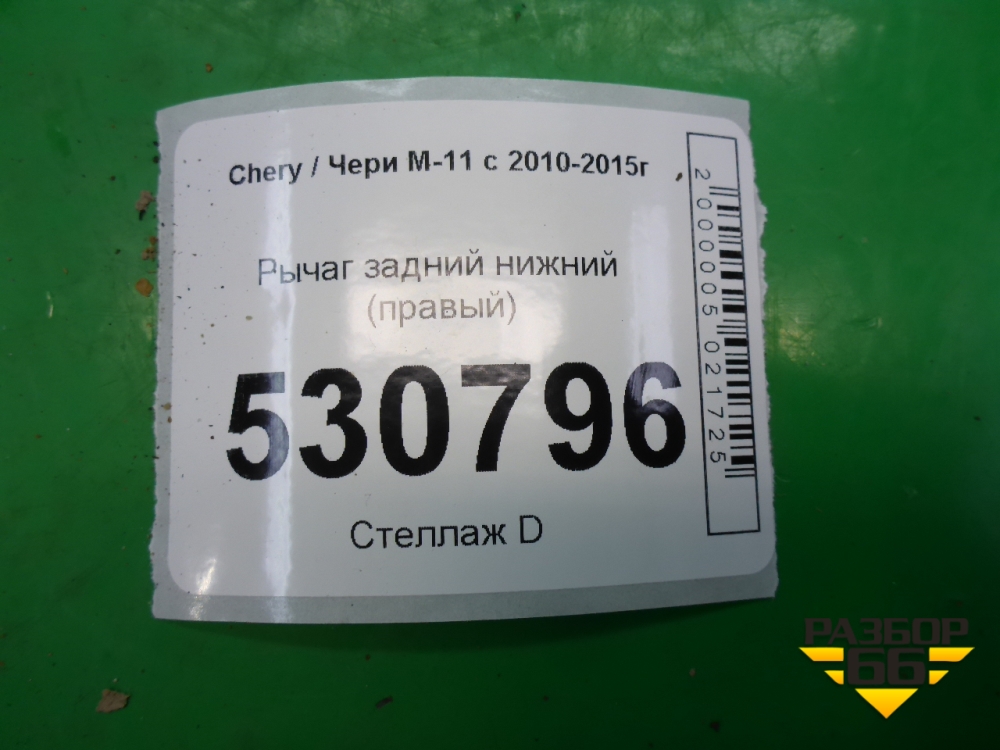 Chery / Чери М-11 с 2010-2015г ,
Рычаг задний нижний
(правый)
530796
Стеллаж D
2000005021725
РАЗБОР
66